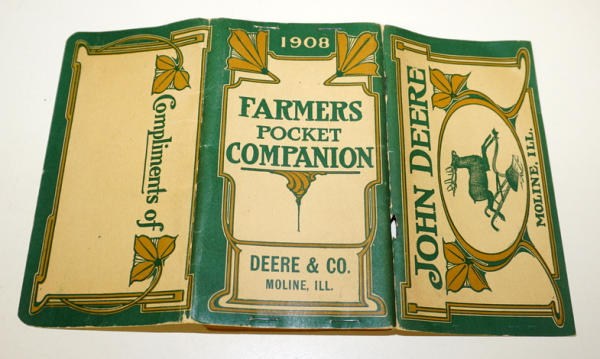 Compliments of
1908
FARMERS
POCKET
COMPANION
DEERE & CO.
MOLINE, ILL.
JOHN DEERE
MOLINE, ILL.